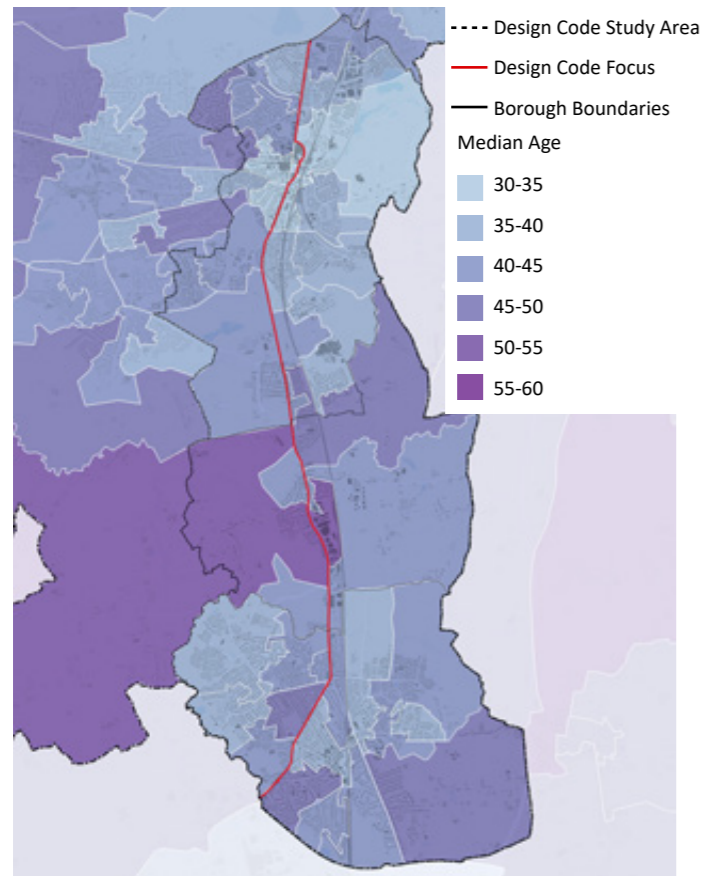 Design Code Study Area
Design Code Focus
Borough Boundaries
Median Age
30-35
35-40
40-45
45-50
50-55
55-60